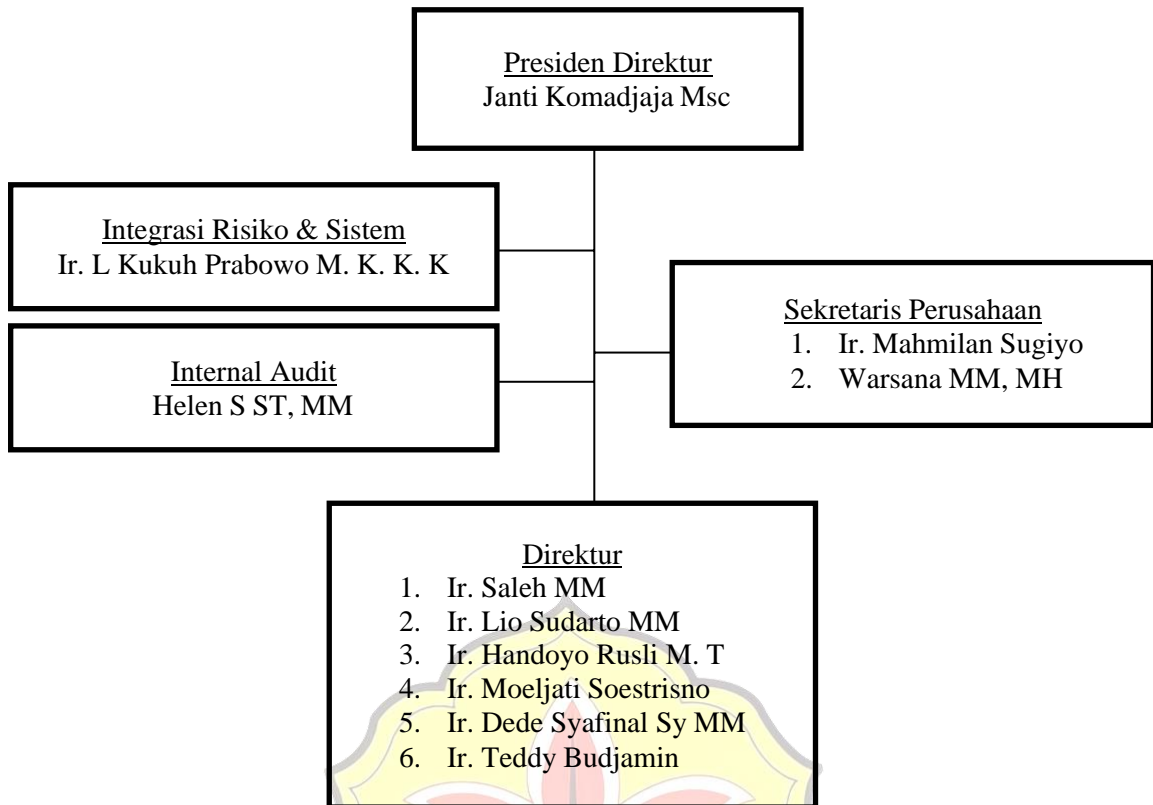 Presiden Direktur
Janti Komadjaja Msc
Integrasi Risiko & Sistem
Ir. L Kukuh Prabowo M. K. K. K
Sekretaris Perusahaan
1. Ir. Mahmilan Sugiyo
2. Warsana MM, MH
Internal Audit
Helen S ST, MM
Direktur
1. Ir. Saleh MM
2. Ir. Lio Sudarto MM
3. Ir. Handoyo Rusli M. T
4. Ir. Moeljati Soestrisno
5. Ir. Dede Syafinal Sy MM
6. Ir. Teddy Budjamin